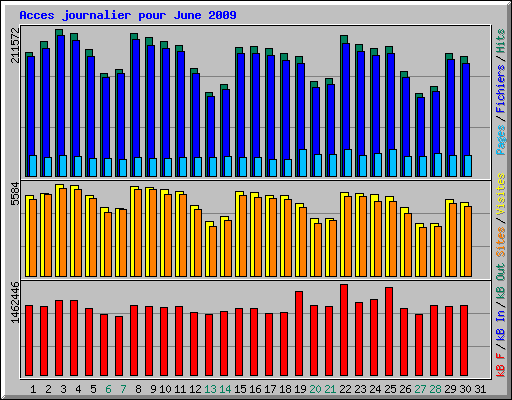 Acces journalier pour June 2009
211572
Pages / Fichiers / Hits
5584
Sites / Visites
1462446
kB F / kB In / kB Out
1 2 3 4 5 6 7 8 9 10 11 12 13 14 15 16 17 18 19 20 21 22 23 24 25 26 27 28 29 30 31